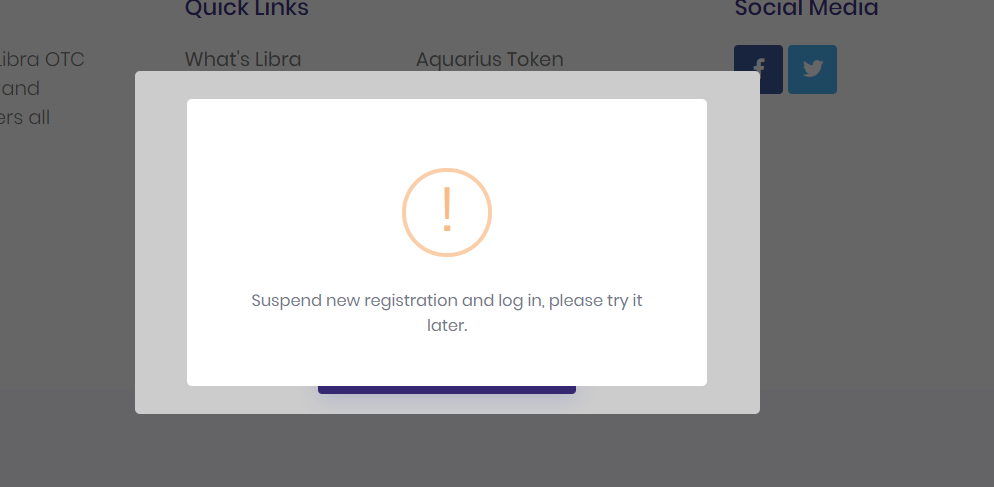 Quick Links
Social Media
Libra OTC
What's Libra
Aquarius Token
and
ers all
!
Suspend new registration and log in, please try it
later.